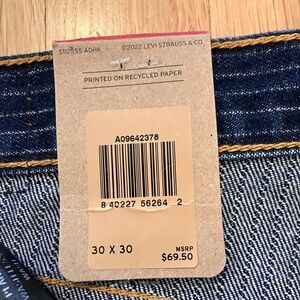 S112955 ADHK ©2022 LEVI STRAUSS & CO
PRINTED ON RECYCLED PAPER
A09642378
8 40227 56264 2
30 X 30
MSRP
$69.50